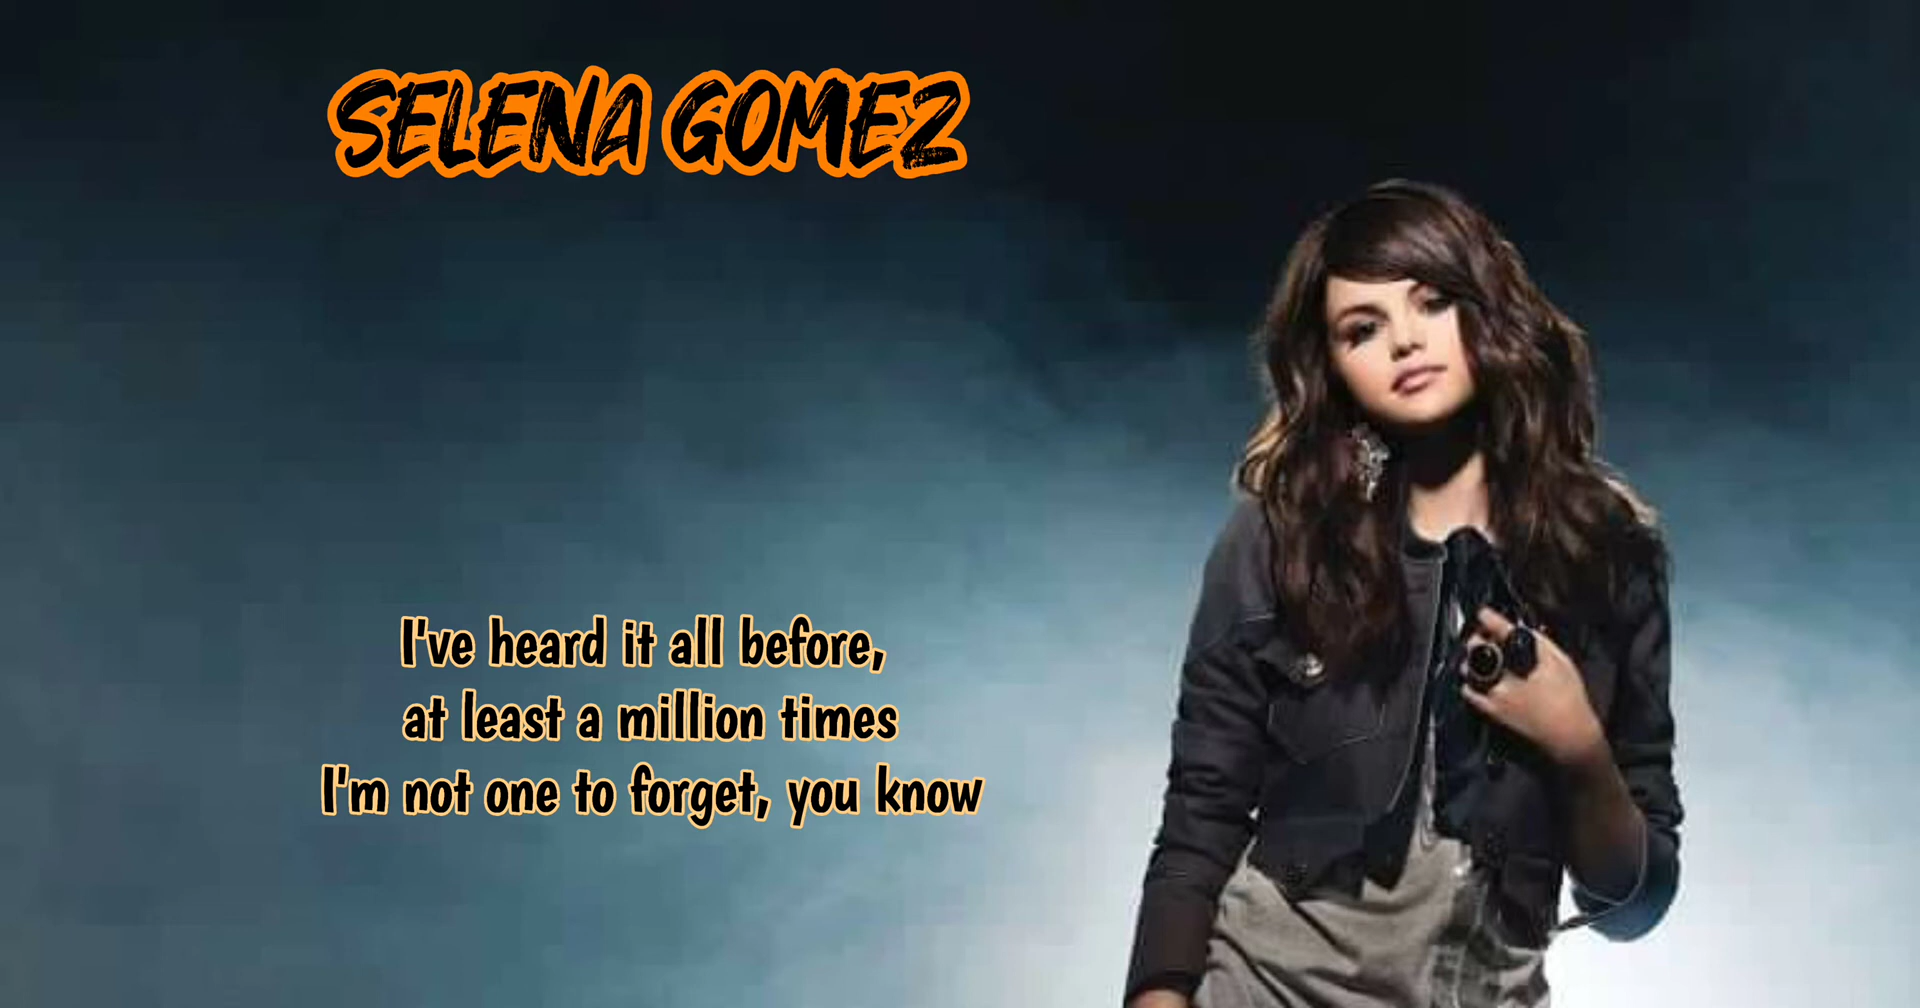 SELENA GOMEZ
I've heard it all before,
at least a million times
I'm not one to forget, you know